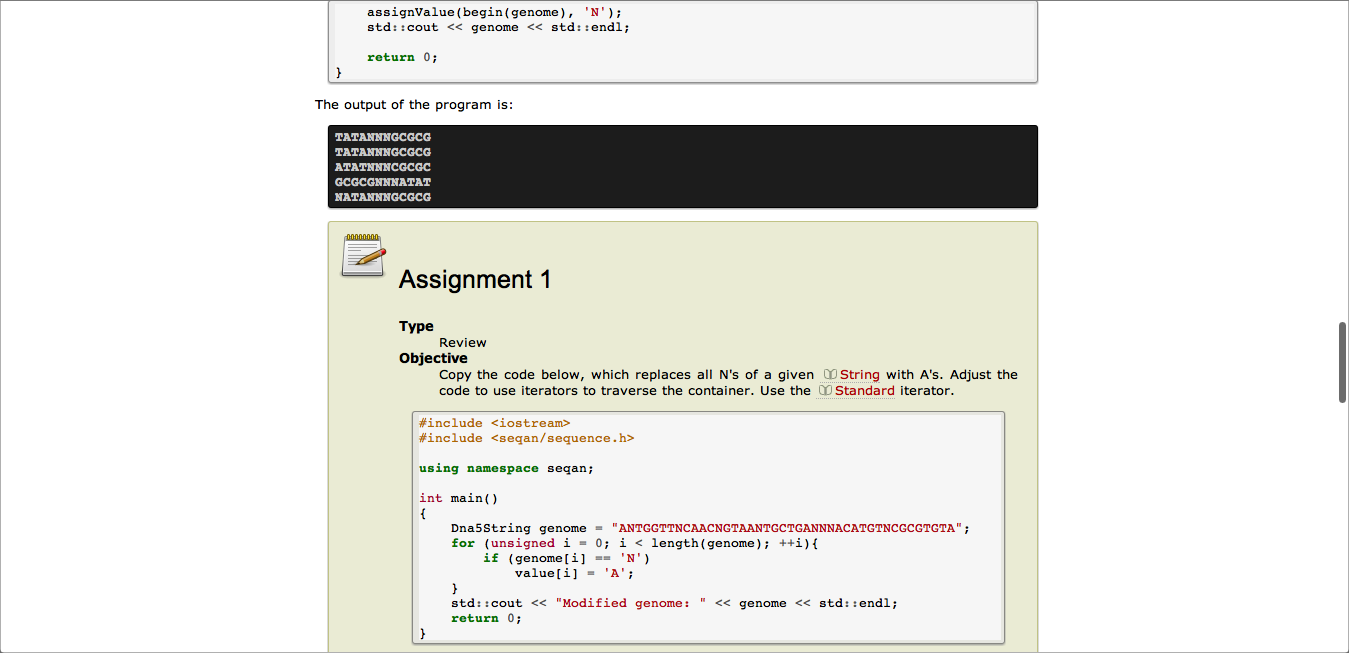 assignValue(begin(genome), 'N');
    std::cout << genome << std::endl;
    return 0;
}
The output of the program is:
TATANNNGCGCG
TATANNNGCGCG
ATATNNNCGCGC
GCGCGNNNATAT
NATANNNGCGCG
Assignment 1
Type
Review
Objective
Copy the code below, which replaces all N's of a given String with A's. Adjust the
code to use iterators to traverse the container. Use the Standard iterator.
#include <iostream>
#include <seqan/sequence.h>
using namespace seqan;
int main()
{
    Dna5String genome = "ANTGGTTNCAACNGTAANTGCTGANNNACATGTNCGCGTGTA";
    for (unsigned i = 0; i < length(genome); ++i){
        if (genome[i] == 'N')
            value[i] = 'A';
    }
    std::cout << "Modified genome: " << genome << std::endl;
    return 0;
}